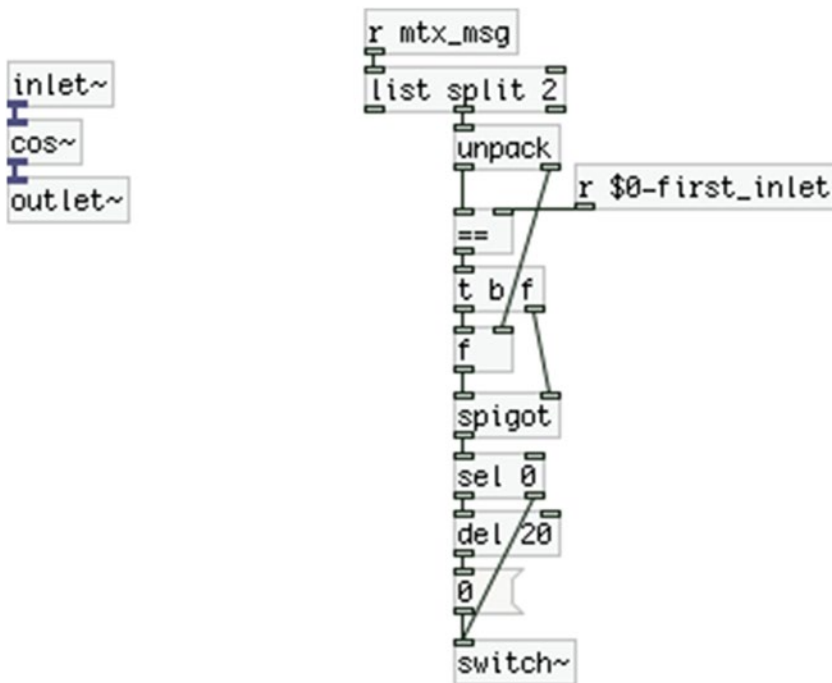 inlet~
cos~
outlet~
r mtx_msg
list split 2
unpack
r $0-first_inlet
==
t b f
f
spigot
sel 0
del 20
0
switch~